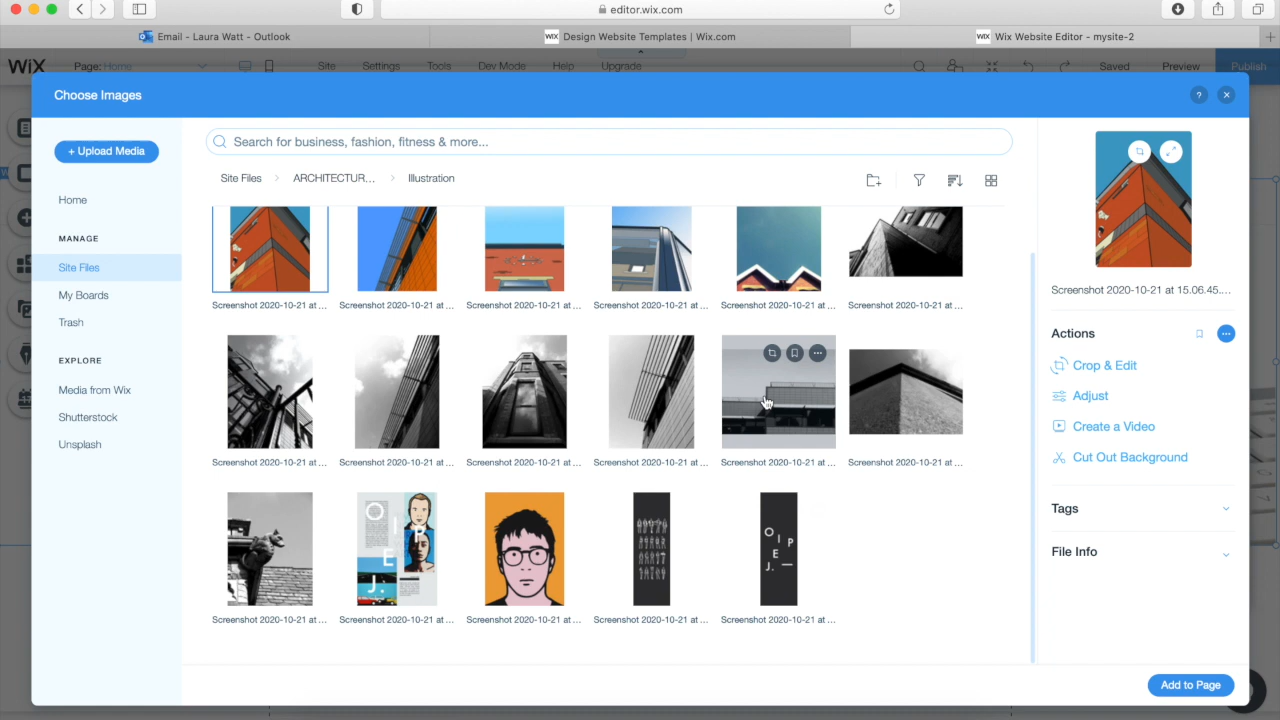 editor.wix.com
Email - Laura Watt - Outlook
WIX Design Website Templates | Wix.com
WIX Wix Website Editor - mysite-2
WIX Page: Home Site Settings Tools Dev Mode Help Upgrade Saved Preview Publish
Choose Images
?
+ Upload Media
Search for business, fashion, fitness & more...
Site Files > ARCHITECTUR... > Illustration
Home
MANAGE
Site Files
My Boards
Trash
EXPLORE
Media from Wix
Shutterstock
Unsplash
Screenshot 2020-10-21 at ... Screenshot 2020-10-21 at ... Screenshot 2020-10-21 at ... Screenshot 2020-10-21 at ... Screenshot 2020-10-21 at ... Screenshot 2020-10-21 at ...
Screenshot 2020-10-21 at ... Screenshot 2020-10-21 at ... Screenshot 2020-10-21 at ... Screenshot 2020-10-21 at ... Screenshot 2020-10-21 at ... Screenshot 2020-10-21 at ...
O I P
E
J.
O I P
E
J. —
Screenshot 2020-10-21 at ... Screenshot 2020-10-21 at ... Screenshot 2020-10-21 at ... Screenshot 2020-10-21 at ... Screenshot 2020-10-21 at ...
Screenshot 2020-10-21 at 15.06.45....
Actions
Crop & Edit
Adjust
Create a Video
Cut Out Background
Tags
File Info
Add to Page